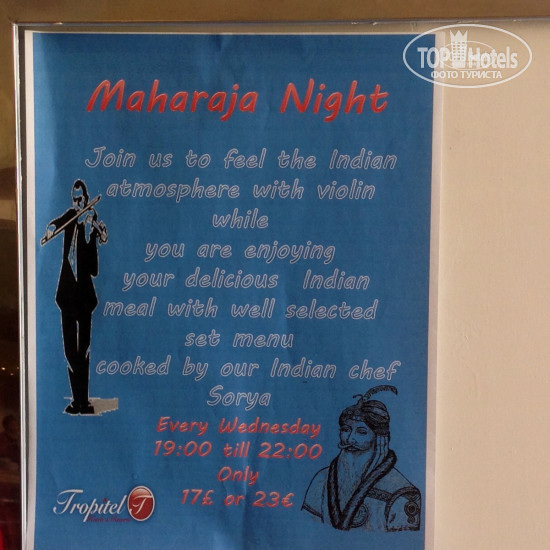 TOP Hotels
ФОТО ТУРИСТА
Maharaja Night
Join us to feel the Indian
atmosphere with violin
while
you are enjoying
your delicious Indian
meal with well selected
set menu
cooked by our Indian chef
Sorya
Every Wednesday
19:00 till 22:00
Only
17£ or 23€
Tropitel T